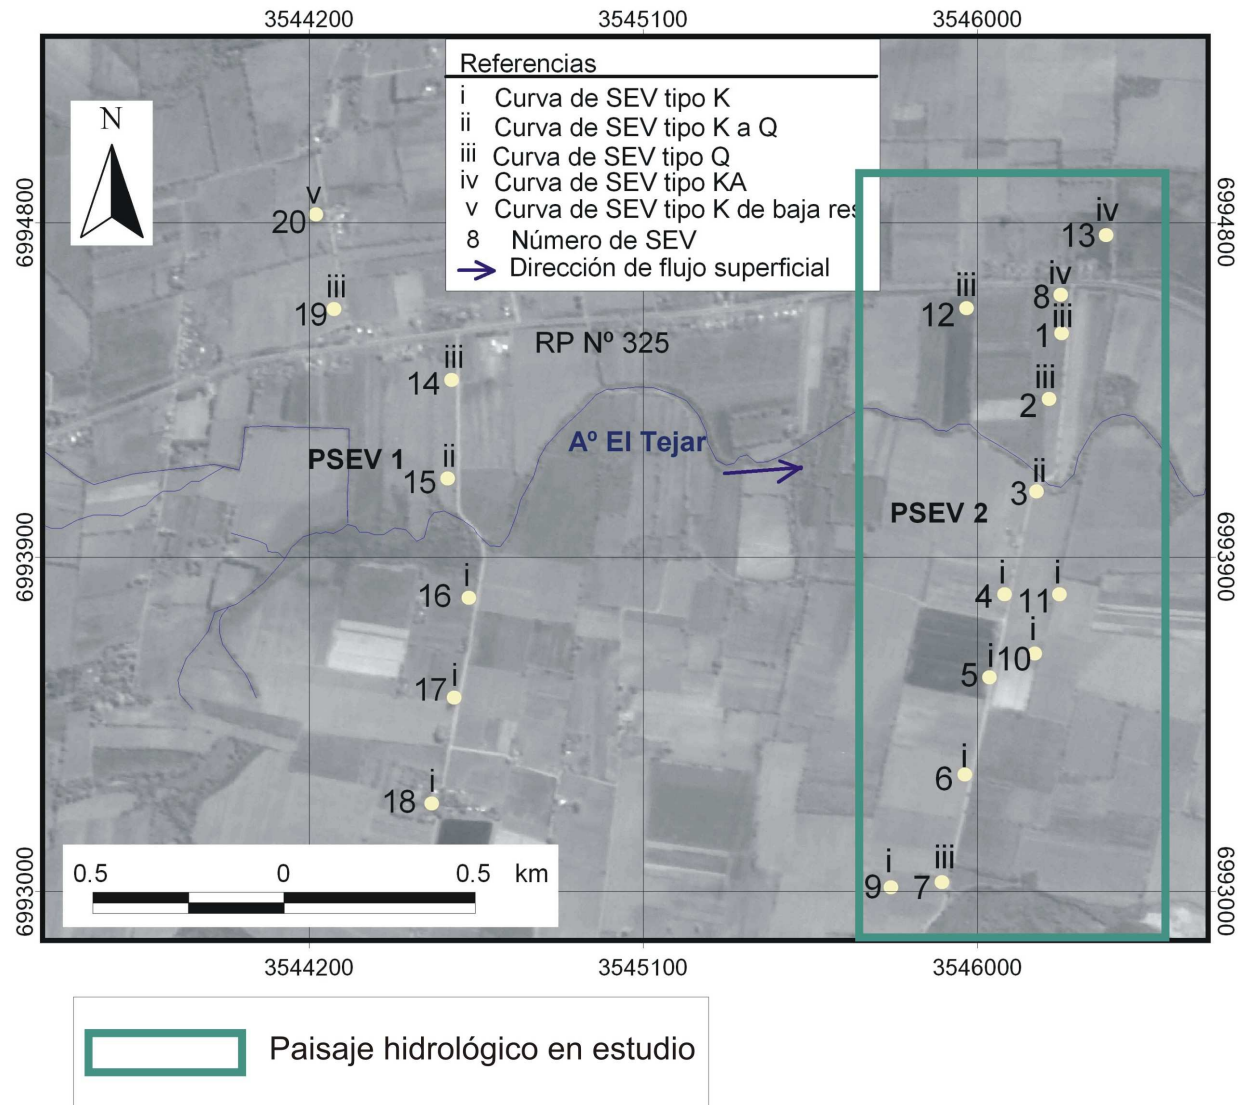 3544200
3545100
3546000
Referencias
i Curva de SEV tipo K
ii Curva de SEV tipo K a Q
iii Curva de SEV tipo Q
iv Curva de SEV tipo KA
v Curva de SEV tipo K de baja res
8 Número de SEV
Dirección de flujo superficial
N
6994800
6994800
v
20
iii
19
iv
13
iv
8
iii
12
iii
1
RP Nº 325
iii
14
iii
2
Aº El Tejar
PSEV 1
ii
15
ii
3
PSEV 2
6993900
6993900
i
16
i
4
i
11
i
10
i
17
i
5
i
6
i
18
i
9
iii
7
0.5 0 0.5 km
6993000
6993000
3544200
3545100
3546000
Paisaje hidrológico en estudio